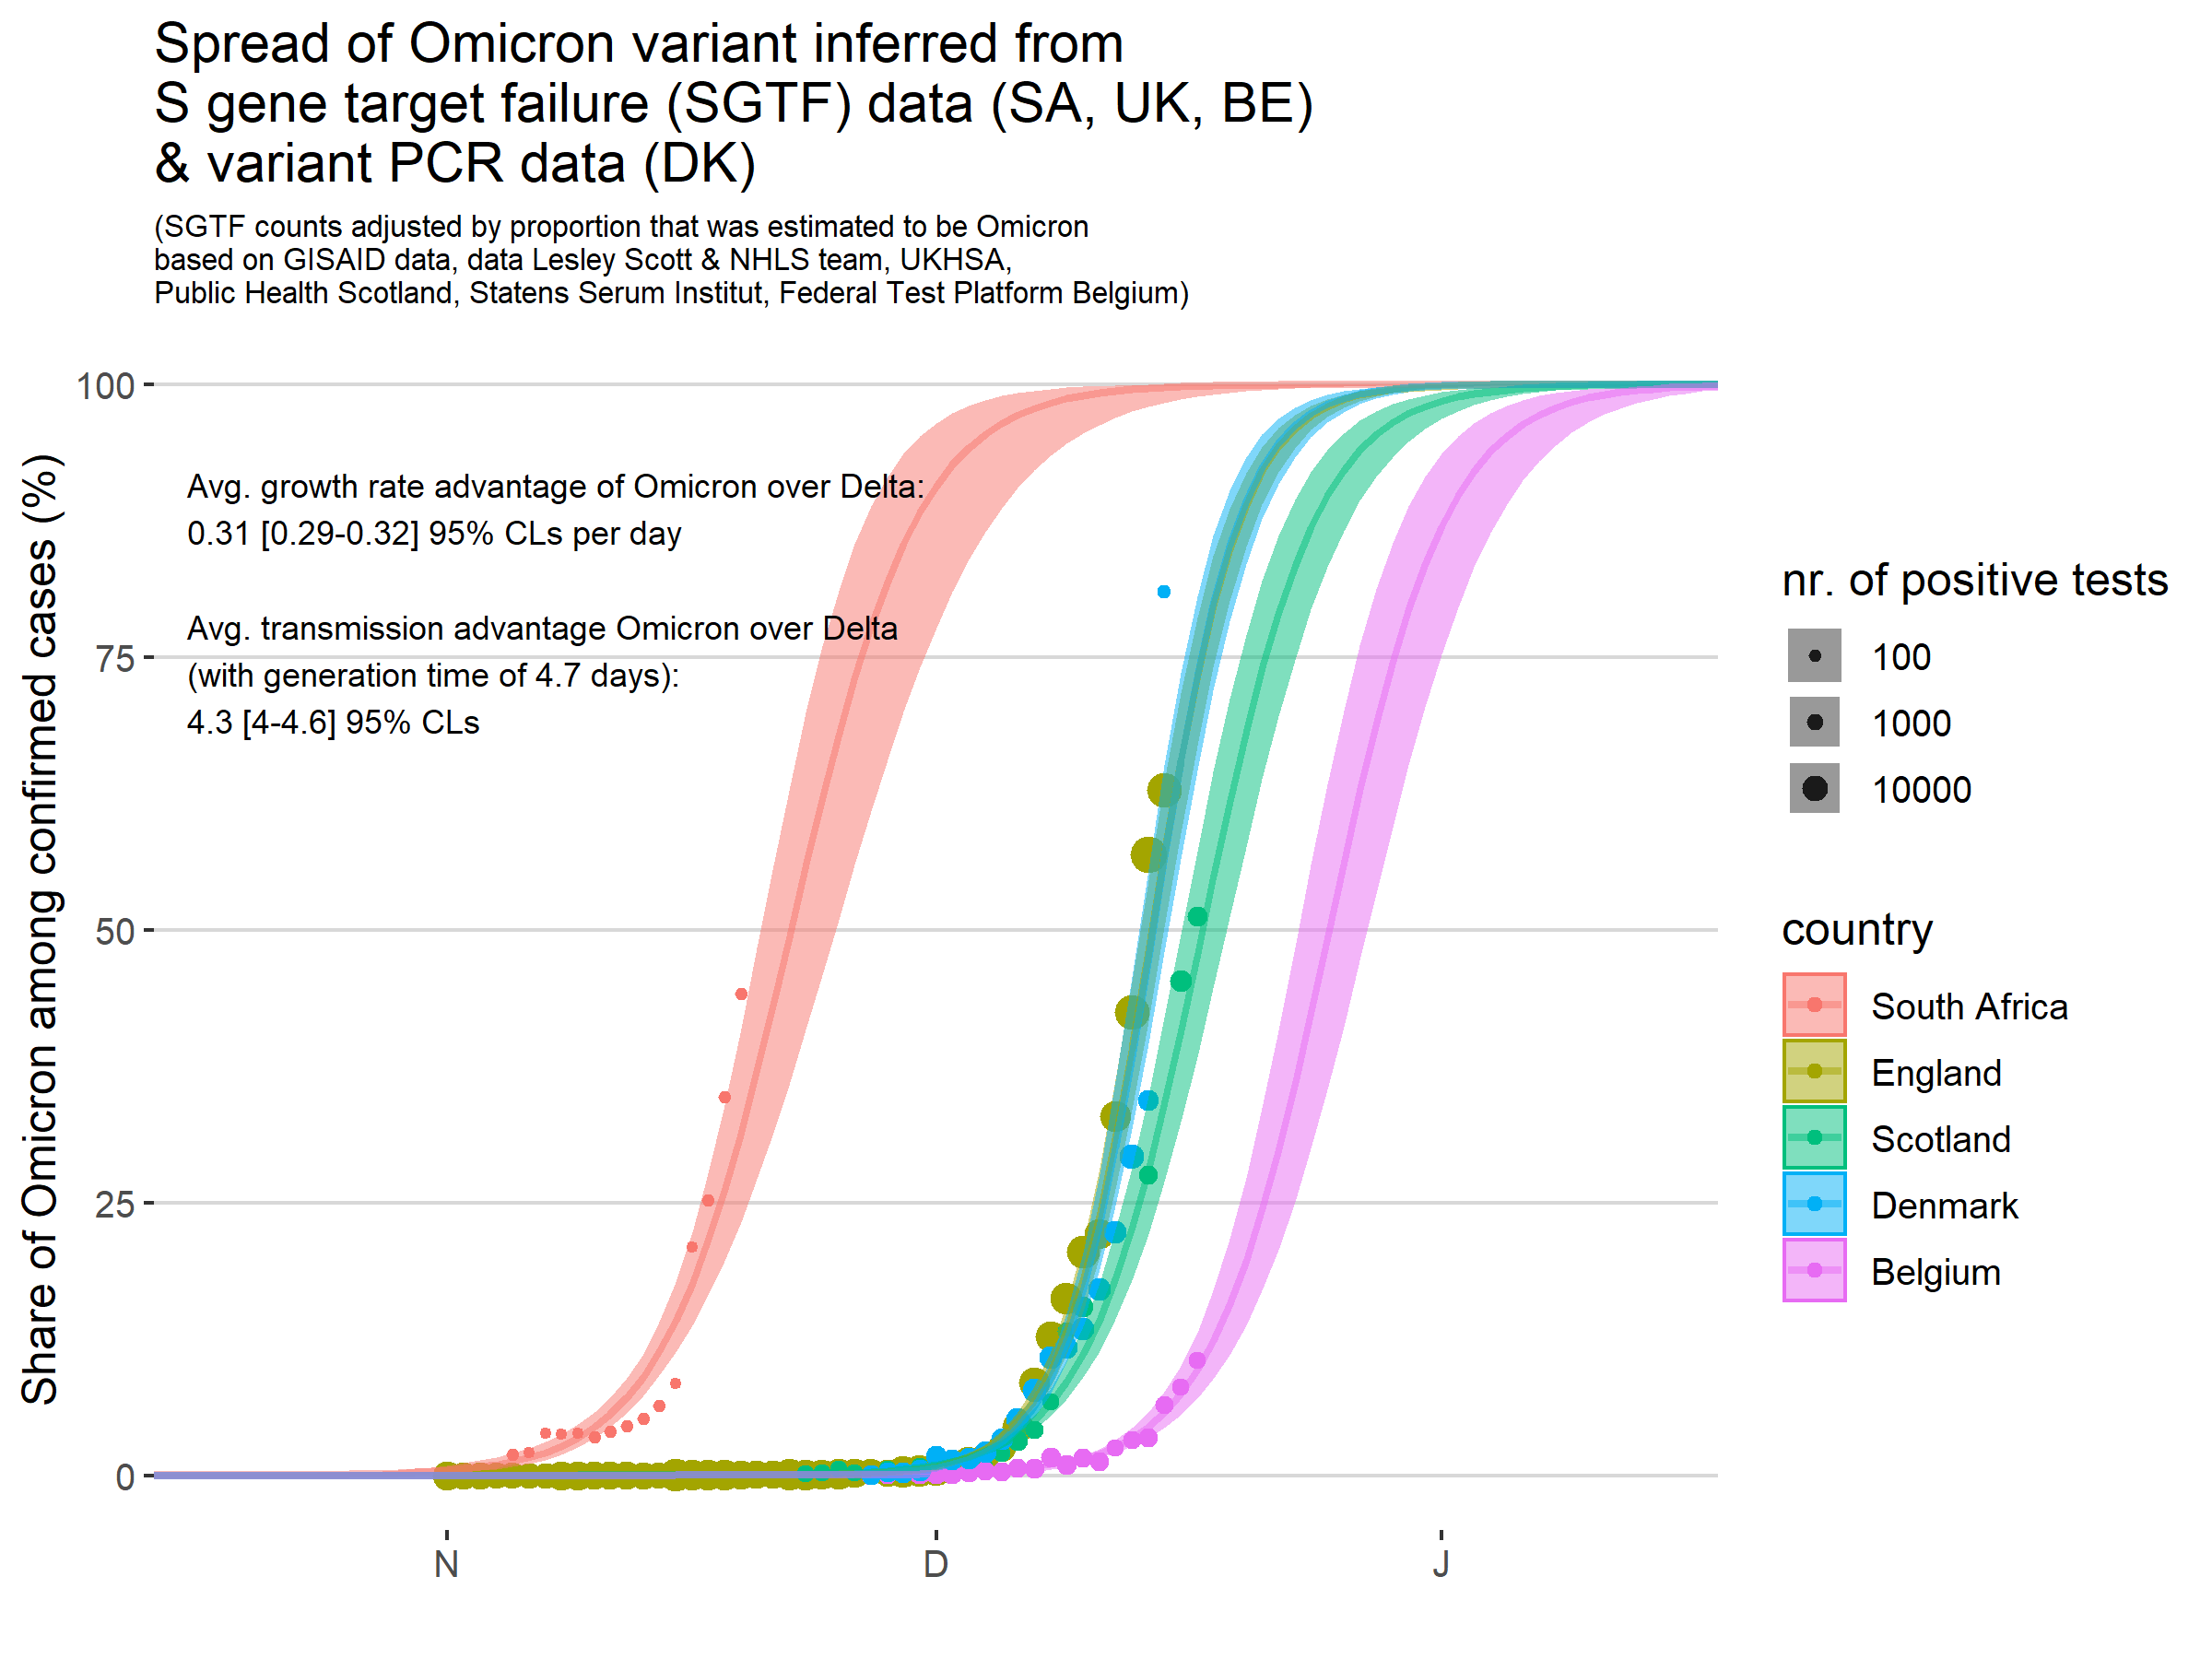 Spread of Omicron variant inferred from
S gene target failure (SGTF) data (SA, UK, BE)
& variant PCR data (DK)
(SGTF counts adjusted by proportion that was estimated to be Omicron
based on GISAID data, data Lesley Scott & NHLS team, UKHSA,
Public Health Scotland, Statens Serum Institut, Federal Test Platform Belgium)
Share of Omicron among confirmed cases (%)
100
75
50
25
0
Avg. growth rate advantage of Omicron over Delta:
0.31 [0.29-0.32] 95% CLs per day
Avg. transmission advantage Omicron over Delta
(with generation time of 4.7 days):
4.3 [4-4.6] 95% CLs
N
D
J
nr. of positive tests
100
1000
10000
country
South Africa
England
Scotland
Denmark
Belgium